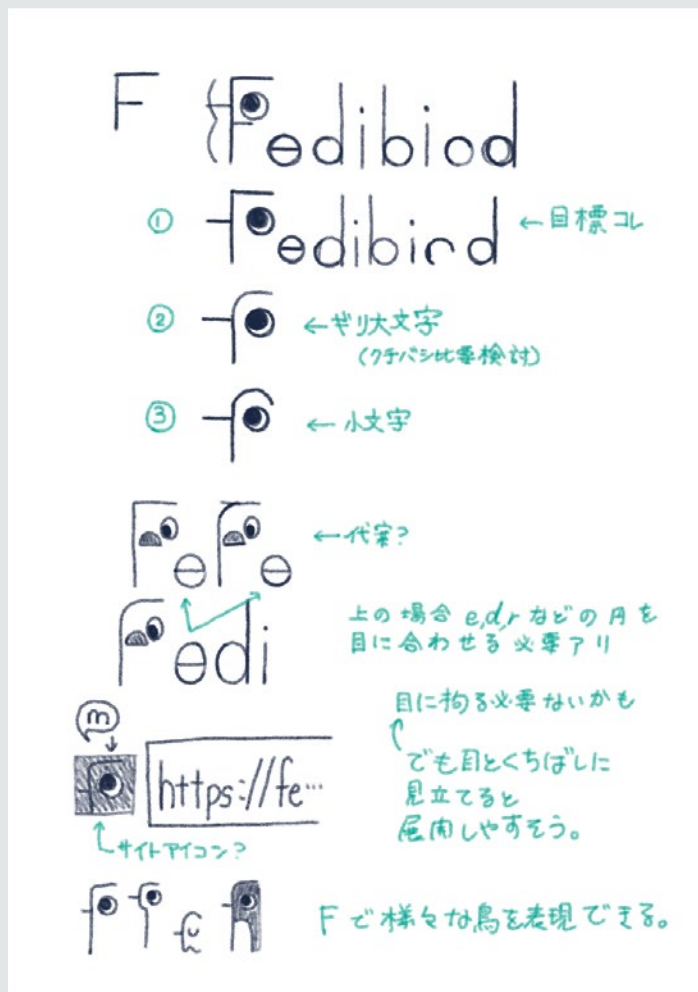 F Fedibiod
① Fedibird ←目標コレ
② F ←ギリ大文字
(クチバシ比要検討)
③ f ←小文字
Fe Fe ←代案?
Fedi
上の場合 e,d,r などの円を
目に合わせる必要アリ
目に拘る必要ないかも
でも目とくちばしに
見立てると
展開しやすそう。
m
https://fe…
サイトアイコン?
Fで様々な鳥を表現できる。